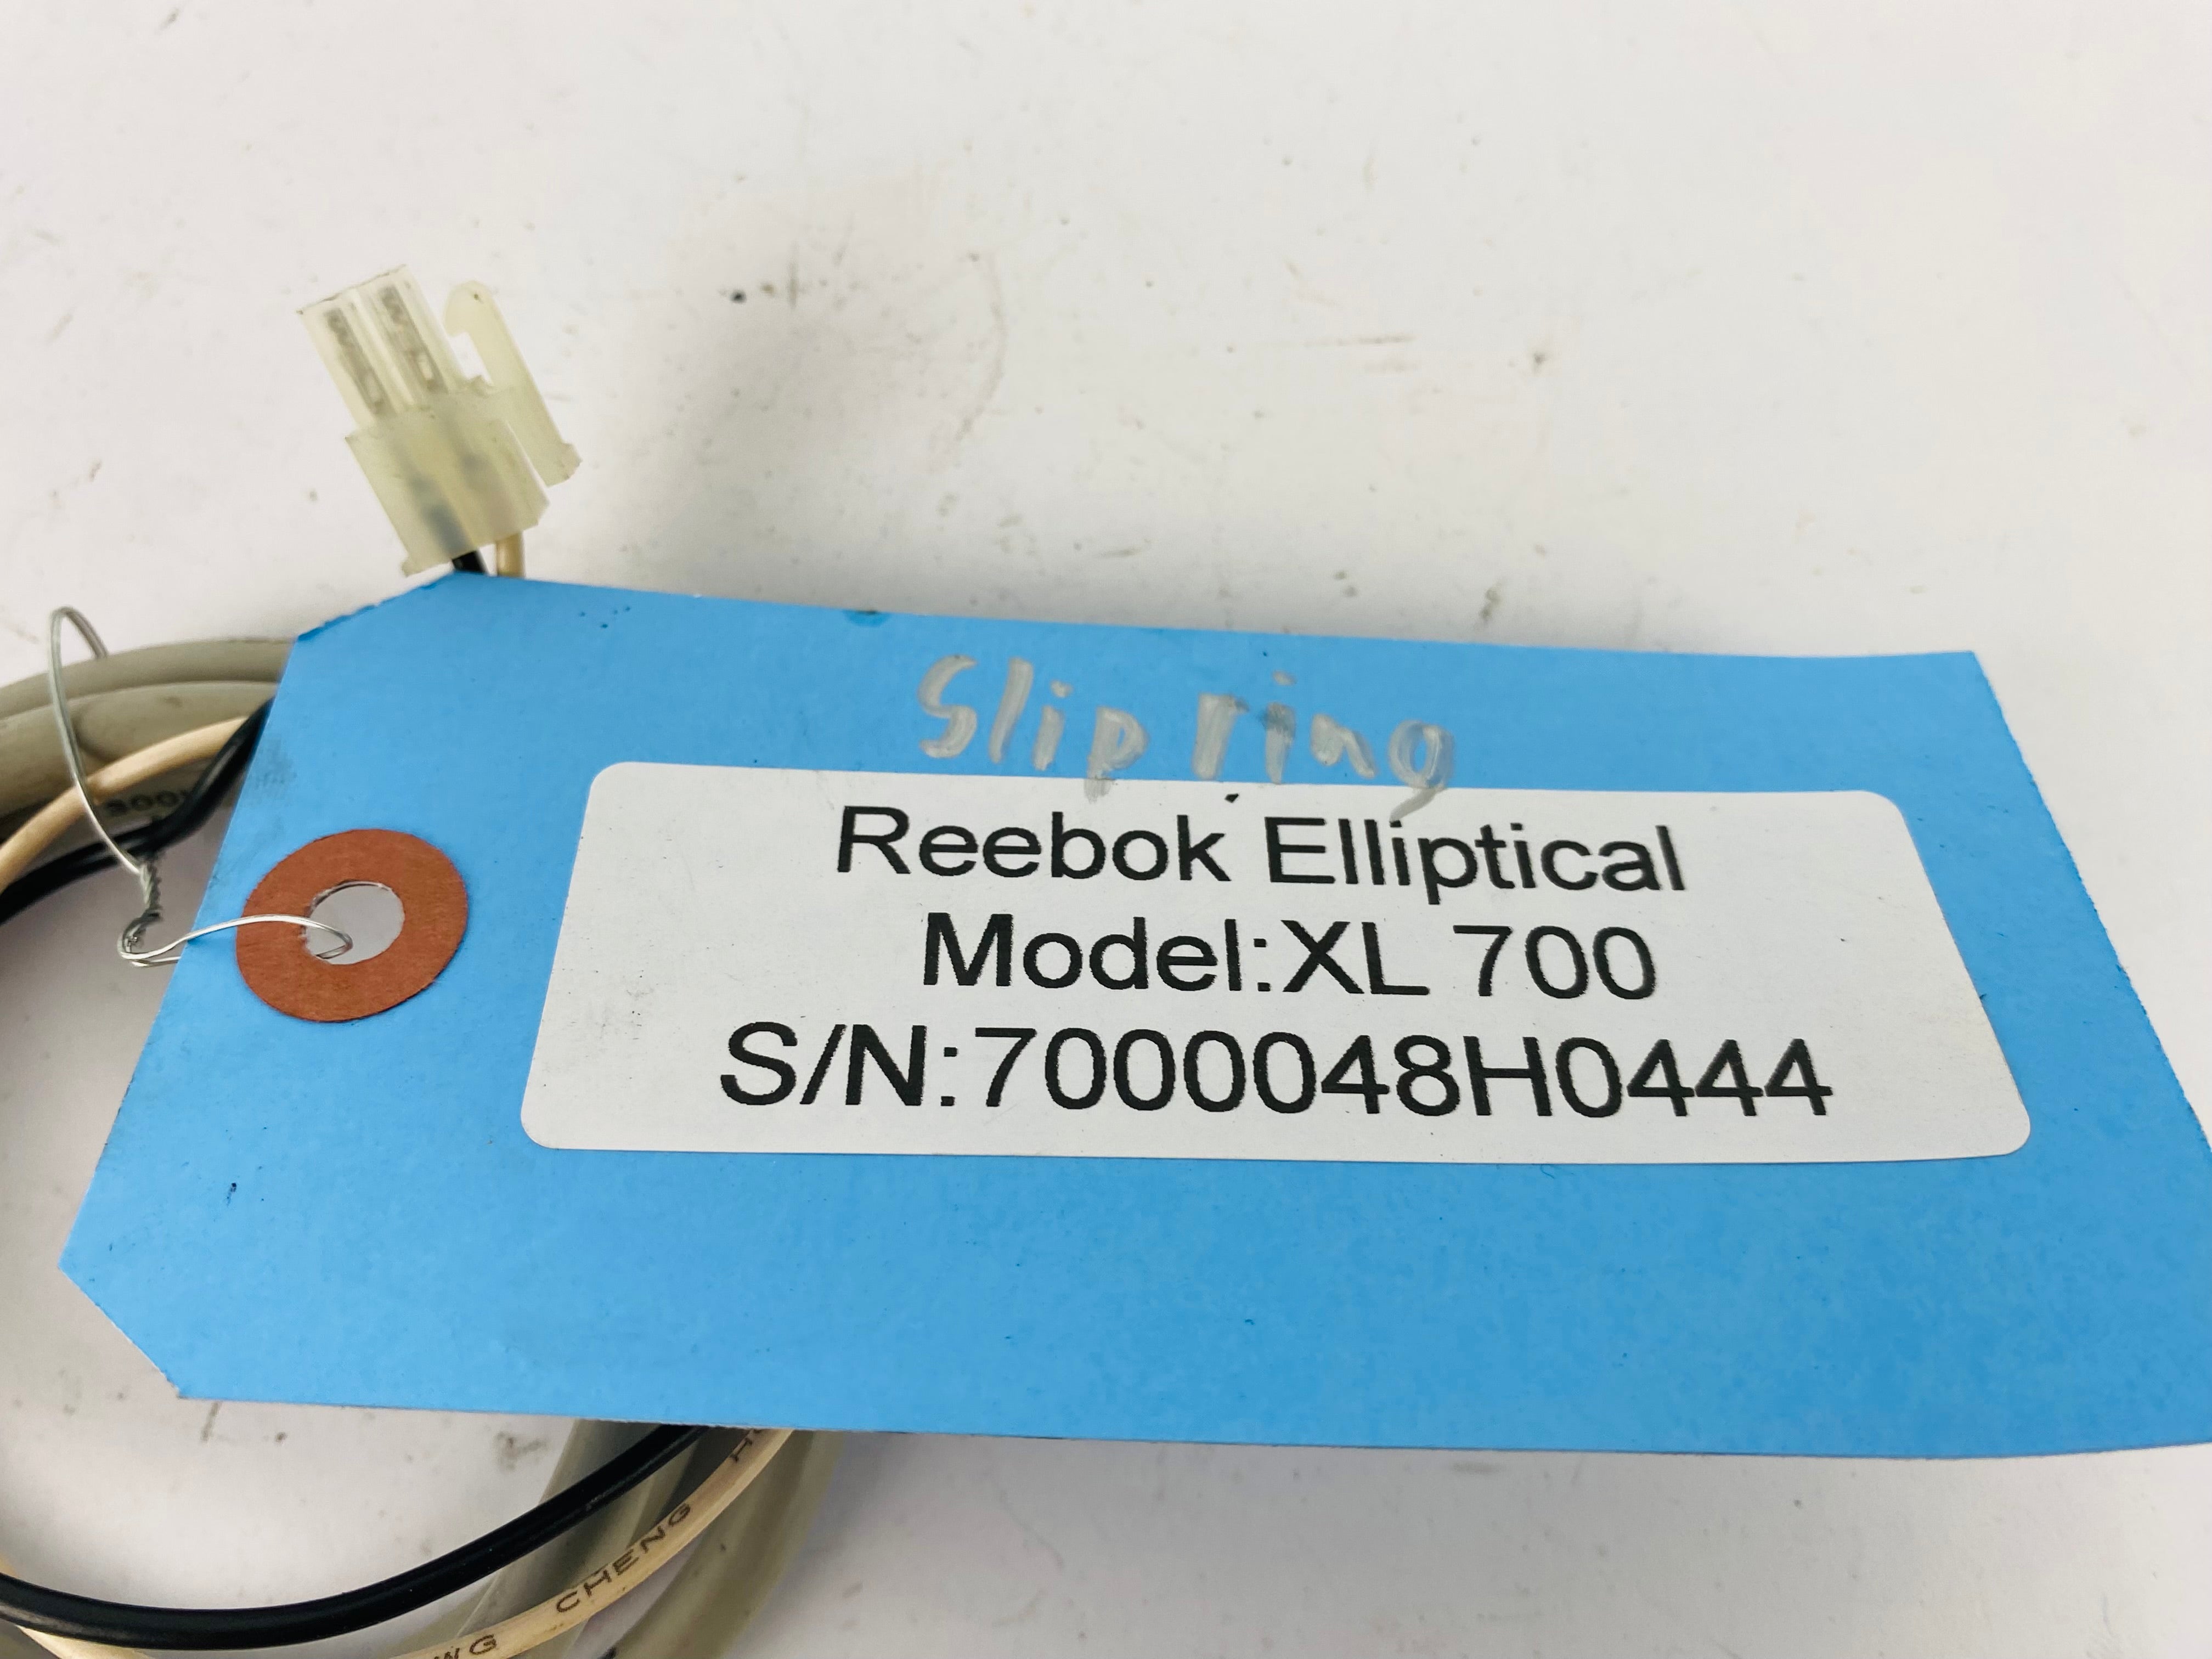 Slip ring
Reebok Elliptical
Model:XL 700
S/N:7000048H0444
CHENG